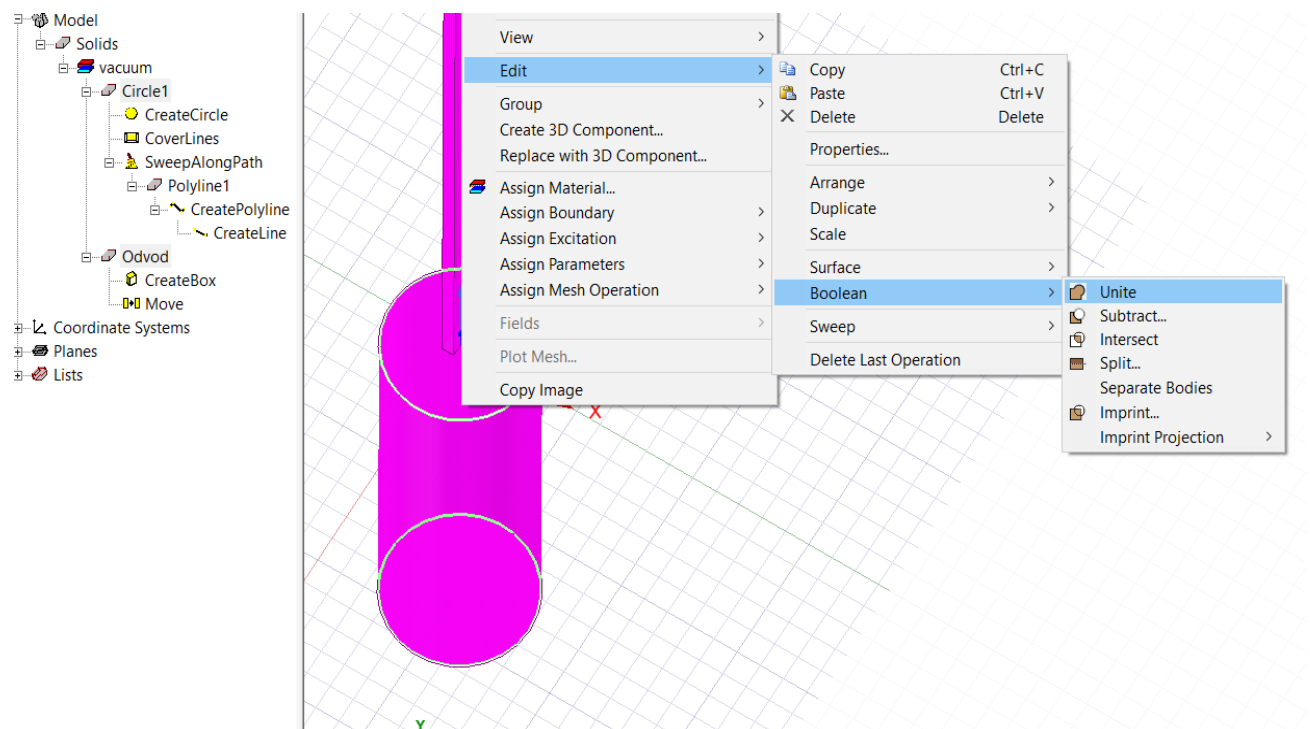 Model
Solids
vacuum
Circle1
CreateCircle
CoverLines
SweepAlongPath
Polyline1
CreatePolyline
CreateLine
Odvod
CreateBox
Move
Coordinate Systems
Planes
Lists
View
Edit
Group
Create 3D Component...
Replace with 3D Component...
Assign Material...
Assign Boundary
Assign Excitation
Assign Parameters
Assign Mesh Operation
Fields
Plot Mesh...
Copy Image
Copy Ctrl+C
Paste Ctrl+V
Delete Delete
Properties...
Arrange
Duplicate
Scale
Surface
Boolean
Sweep
Delete Last Operation
Unite
Subtract...
Intersect
Split...
Separate Bodies
Imprint...
Imprint Projection
X
Y